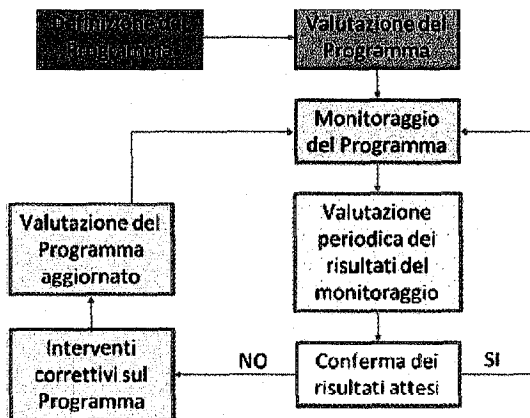 Definizione del
Programma
Valutazione del
Programma
Monitoraggio
del Programma
Valutazione
periodica dei
risultati del
monitoraggio
Conferma dei
risultati attesi
SI
NO
Interventi
correttivi sul
Programma
Valutazione del
Programma
aggiornato